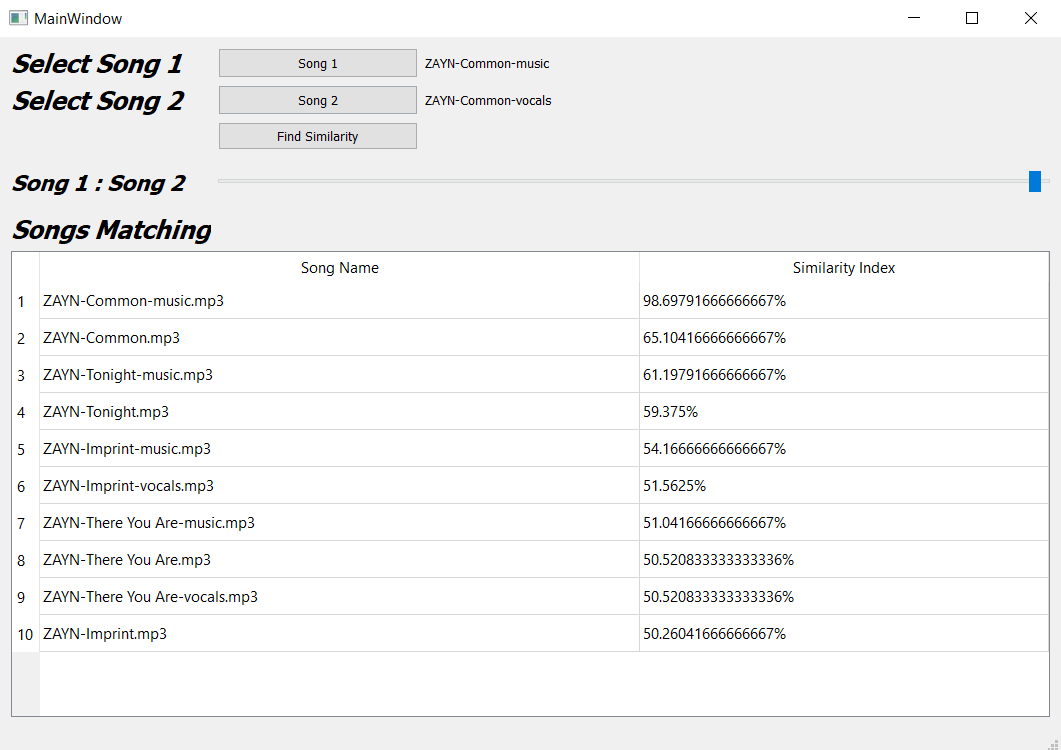 MainWindow
Select Song 1 Song 1 ZAYN-Common-music
Select Song 2 Song 2 ZAYN-Common-vocals
Find Similarity
Song 1 : Song 2
Songs Matching
Song Name Similarity Index
1 ZAYN-Common-music.mp3 98.69791666666667%
2 ZAYN-Common.mp3 65.10416666666667%
3 ZAYN-Tonight-music.mp3 61.19791666666667%
4 ZAYN-Tonight.mp3 59.375%
5 ZAYN-Imprint-music.mp3 54.16666666666667%
6 ZAYN-Imprint-vocals.mp3 51.5625%
7 ZAYN-There You Are-music.mp3 51.04166666666667%
8 ZAYN-There You Are.mp3 50.520833333333336%
9 ZAYN-There You Are-vocals.mp3 50.520833333333336%
10 ZAYN-Imprint.mp3 50.26041666666667%